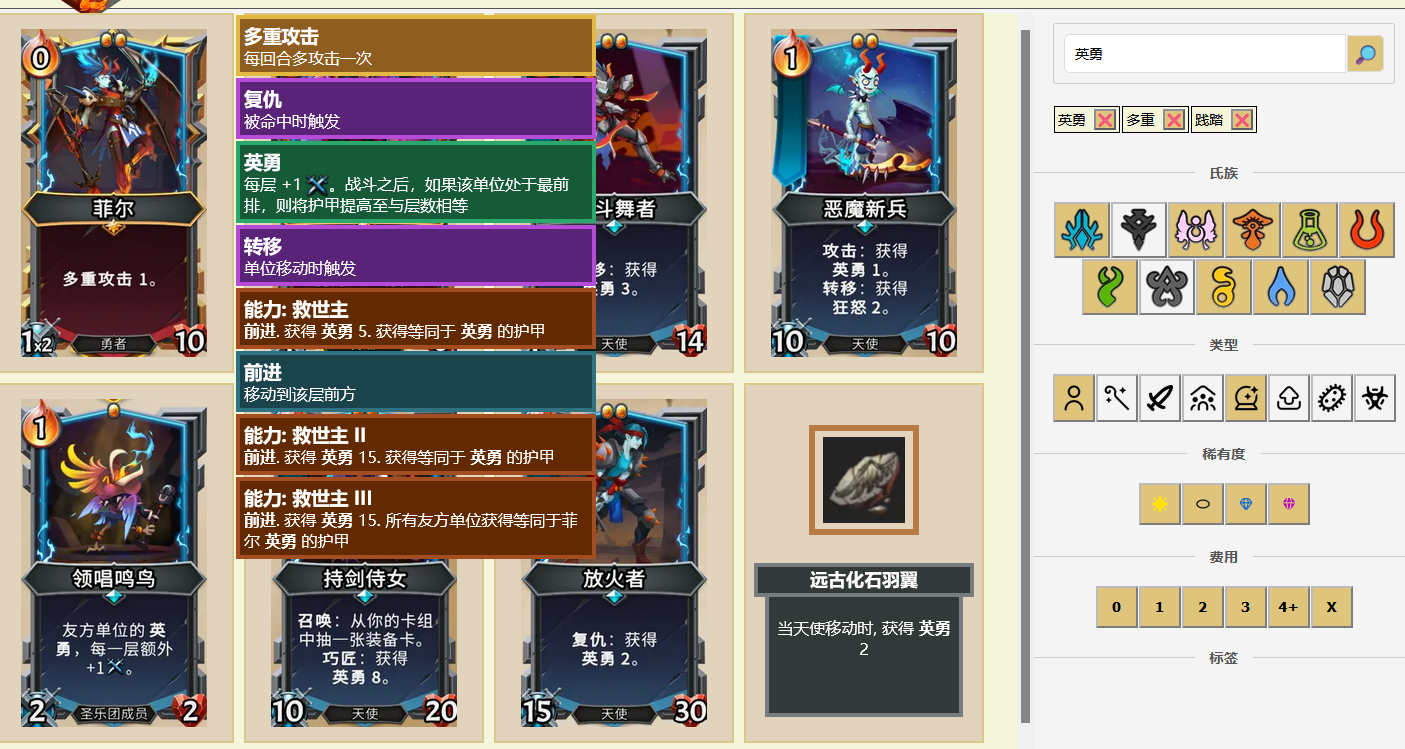 0
菲尔
多重攻击 1。
1x2
勇者
10
多重攻击
每回合多攻击一次
复仇
被命中时触发
英勇
每层 +1 。战斗之后，如果该单位处于最前
排，则将护甲提高至与层数相等
转移
单位移动时触发
能力: 救世主
前进. 获得 英勇 5. 获得等同于 英勇 的护甲
前进
移动到该层前方
能力: 救世主 II
前进. 获得 英勇 15. 获得等同于 英勇 的护甲
能力: 救世主 III
前进. 获得 英勇 15. 所有友方单位获得等同于菲
尔 英勇 的护甲
斗舞者
移：获得
英勇 3。
天使
14
1
恶魔新兵
攻击：获得
英勇 1。
转移：获得
狂怒 2。
10
天使
10
1
领唱鸣鸟
友方单位的 英
勇，每一层额外
+1 。
2
圣乐团成员
2
持剑侍女
召唤：从你的卡组
中抽一张装备卡。
巧匠：获得
英勇 8。
10
天使
20
放火者
复仇：获得
英勇 2。
15
天使
30
远古化石羽翼
当天使移动时, 获得 英勇
2
英勇
英勇
多重
践踏
氏族
类型
稀有度
费用
0
1
2
3
4+
X
标签